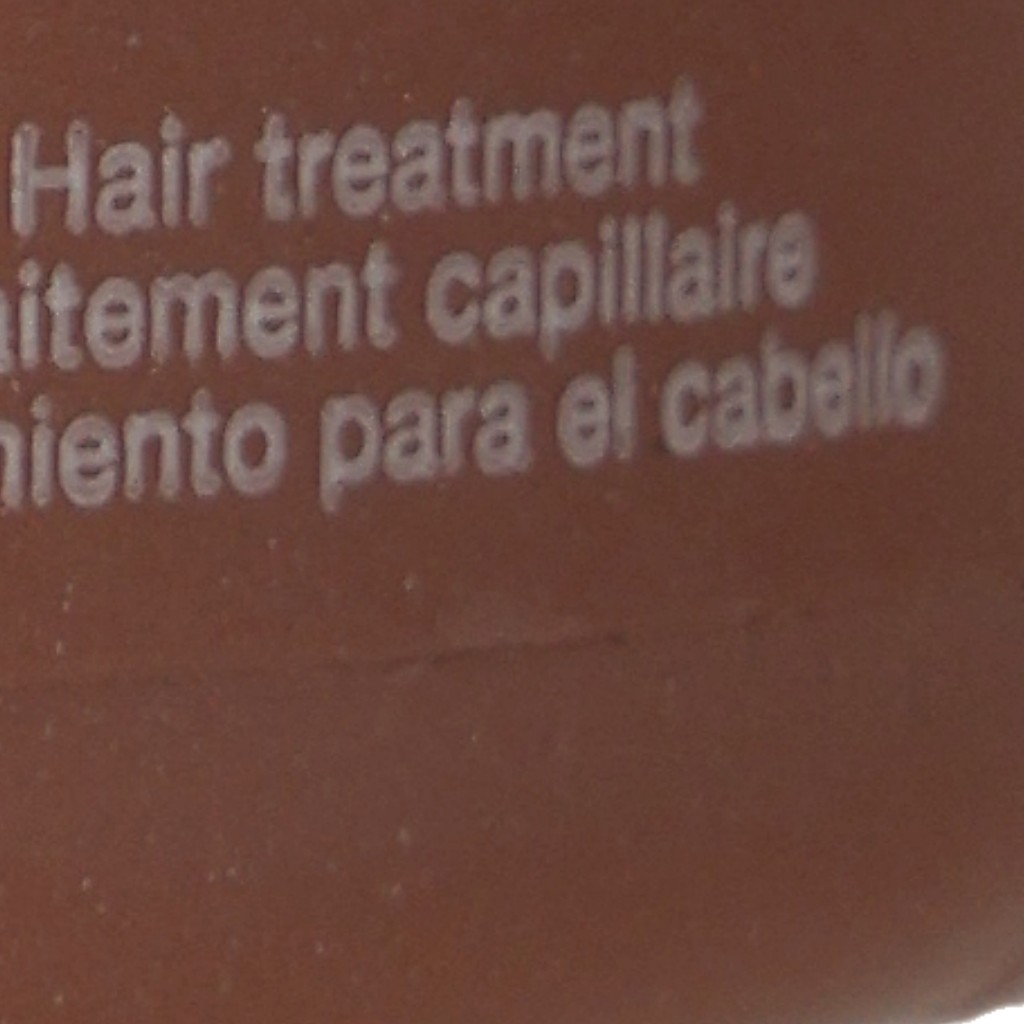 Hair treatment
aitement capillaire
niento para el cabello